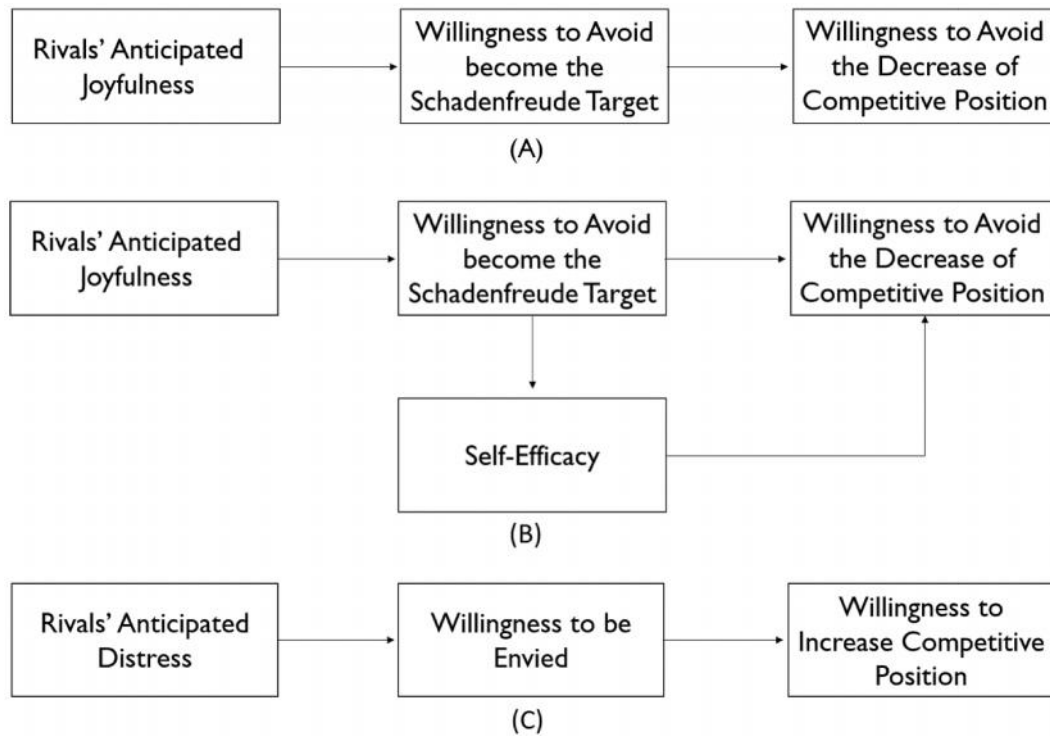 Rivals' Anticipated
Joyfulness
Willingness to Avoid
become the
Schadenfreude Target
Willingness to Avoid
the Decrease of
Competitive Position
(A)
Rivals' Anticipated
Joyfulness
Willingness to Avoid
become the
Schadenfreude Target
Willingness to Avoid
the Decrease of
Competitive Position
Self-Efficacy
(B)
Rivals' Anticipated
Distress
Willingness to be
Envied
Willingness to
Increase Competitive
Position
(C)